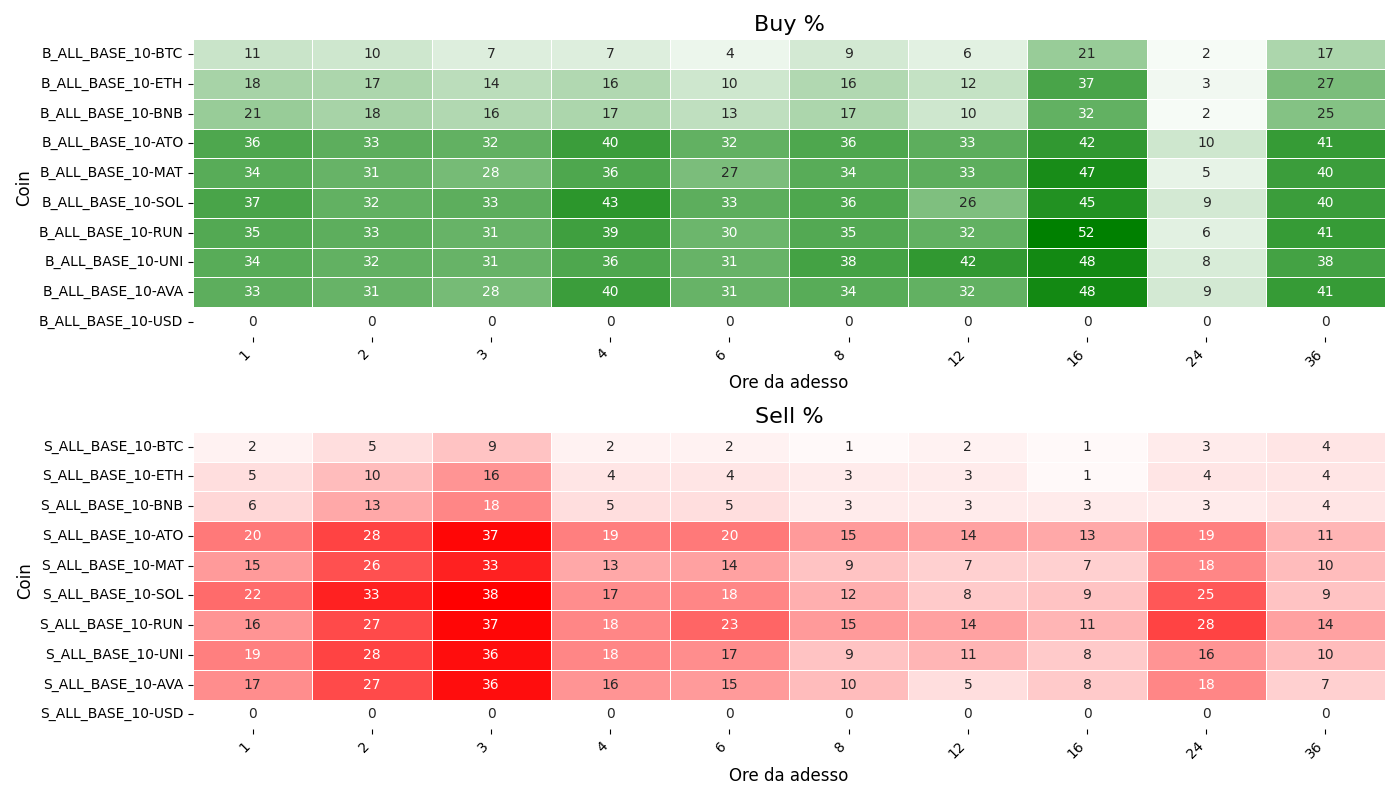 Buy %
Coin
B_ALL_BASE_10-BTC 11 10 7 7 4 9 6 21 2 17
B_ALL_BASE_10-ETH 18 17 14 16 10 16 12 37 3 27
B_ALL_BASE_10-BNB 21 18 16 17 13 17 10 32 2 25
B_ALL_BASE_10-ATO 36 33 32 40 32 36 33 42 10 41
B_ALL_BASE_10-MAT 34 31 28 36 27 34 33 47 5 40
B_ALL_BASE_10-SOL 37 32 33 43 33 36 26 45 9 40
B_ALL_BASE_10-RUN 35 33 31 39 30 35 32 52 6 41
B_ALL_BASE_10-UNI 34 32 31 36 31 38 42 48 8 38
B_ALL_BASE_10-AVA 33 31 28 40 31 34 32 48 9 41
B_ALL_BASE_10-USD 0 0 0 0 0 0 0 0 0 0
1 2 3 4 6 8 12 16 24 36
Ore da adesso
Sell %
Coin
S_ALL_BASE_10-BTC 2 5 9 2 2 1 2 1 3 4
S_ALL_BASE_10-ETH 5 10 16 4 4 3 3 1 4 4
S_ALL_BASE_10-BNB 6 13 18 5 5 3 3 3 3 4
S_ALL_BASE_10-ATO 20 28 37 19 20 15 14 13 19 11
S_ALL_BASE_10-MAT 15 26 33 13 14 9 7 7 18 10
S_ALL_BASE_10-SOL 22 33 38 17 18 12 8 9 25 9
S_ALL_BASE_10-RUN 16 27 37 18 23 15 14 11 28 14
S_ALL_BASE_10-UNI 19 28 36 18 17 9 11 8 16 10
S_ALL_BASE_10-AVA 17 27 36 16 15 10 5 8 18 7
S_ALL_BASE_10-USD 0 0 0 0 0 0 0 0 0 0
1 2 3 4 6 8 12 16 24 36
Ore da adesso